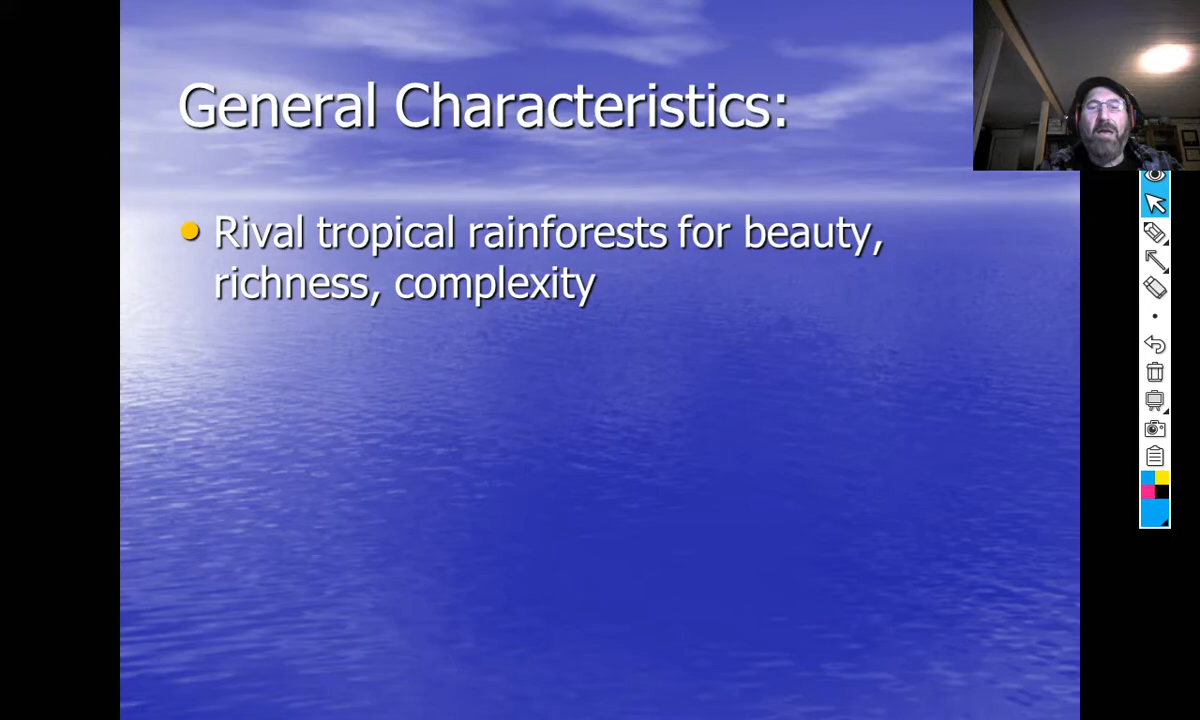 General Characteristics:
Rival tropical rainforests for beauty,
richness, complexity